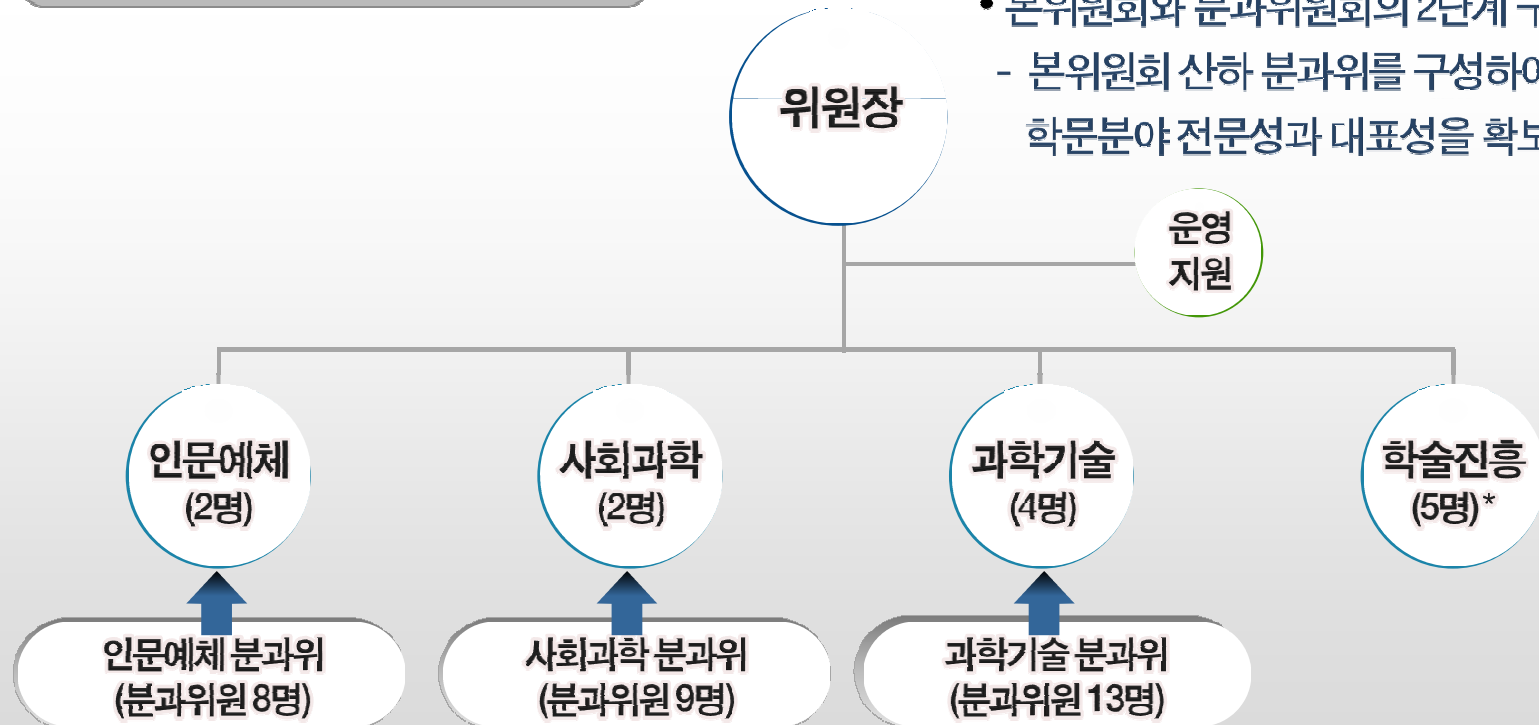 • 본위원회와 분과위원회의 2단계
- 본위원회 산하 분과위를 구성하여
학문분야 전문성과 대표성을 확보
위원장
운영
지원
인문예체
(2명)
사회과학
(2명)
과학기술
(4명)
학술진흥
(5명)*
인문예체 분과위
(분과위원 8명)
사회과학 분과위
(분과위원 9명)
과학기술 분과위
(분과위원 13명)